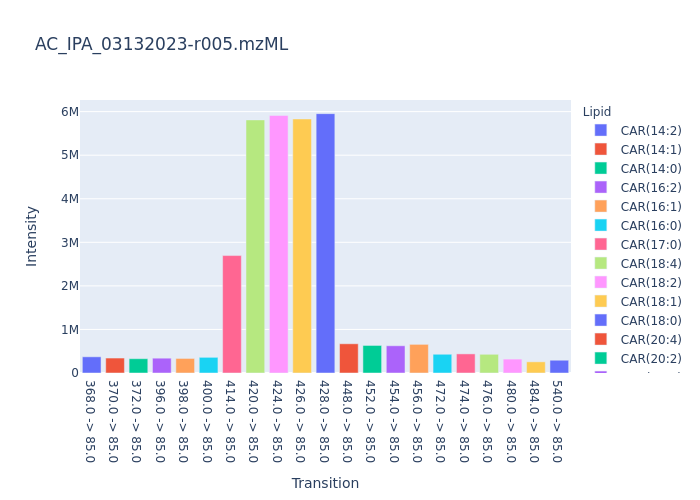 AC_IPA_03132023-r005.mzML
Intensity
6M
5M
4M
3M
2M
1M
0
368.0 -> 85.0
370.0 -> 85.0
372.0 -> 85.0
396.0 -> 85.0
398.0 -> 85.0
400.0 -> 85.0
414.0 -> 85.0
420.0 -> 85.0
424.0 -> 85.0
426.0 -> 85.0
428.0 -> 85.0
448.0 -> 85.0
452.0 -> 85.0
454.0 -> 85.0
456.0 -> 85.0
472.0 -> 85.0
474.0 -> 85.0
476.0 -> 85.0
480.0 -> 85.0
484.0 -> 85.0
540.0 -> 85.0
Transition
Lipid
CAR(14:2)
CAR(14:1)
CAR(14:0)
CAR(16:2)
CAR(16:1)
CAR(16:0)
CAR(17:0)
CAR(18:4)
CAR(18:2)
CAR(18:1)
CAR(18:0)
CAR(20:4)
CAR(20:2)